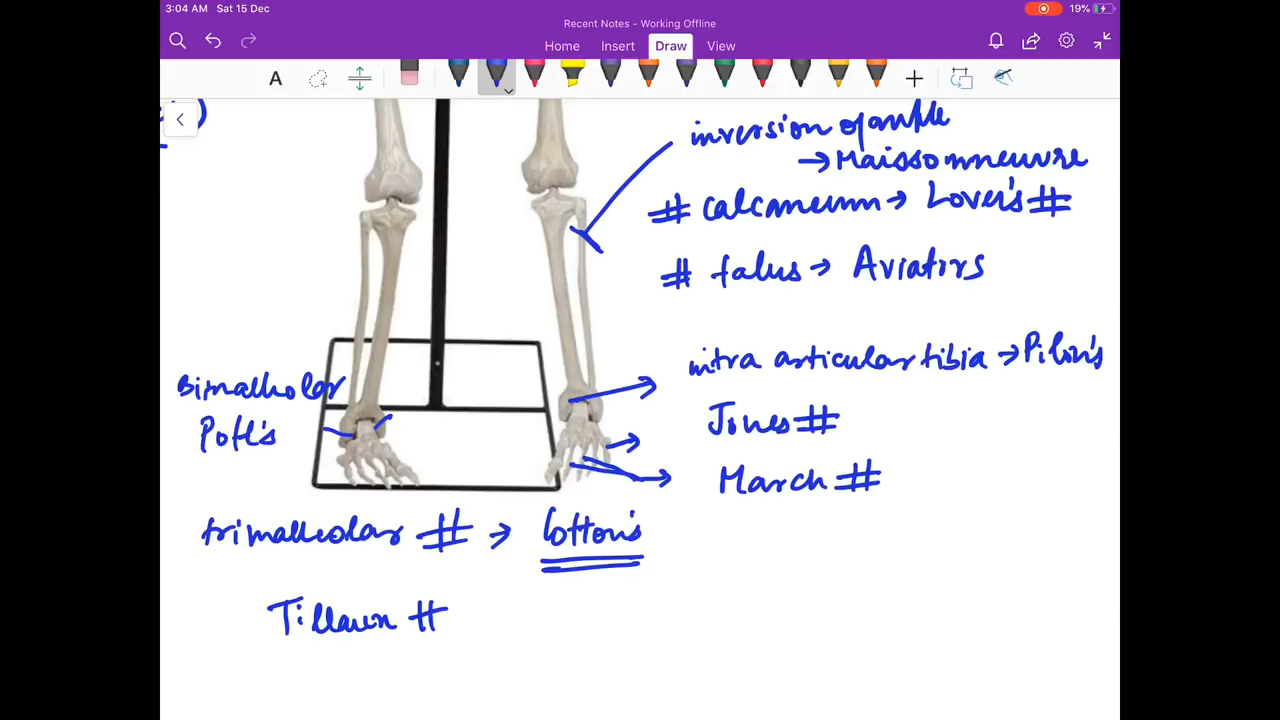 3:04 AM Sat 15 Dec
19%
Recent Notes - Working Offline
Home Insert Draw View
A
inversion of ankle
→ Maissonneuvre
# calcaneum → Lover's #
# talus → Aviators
intra articular tibia → Pilon's
Bimalleolar
Pott's
Jones #
March #
trimalleolar # → Cotton's
Tillaux #